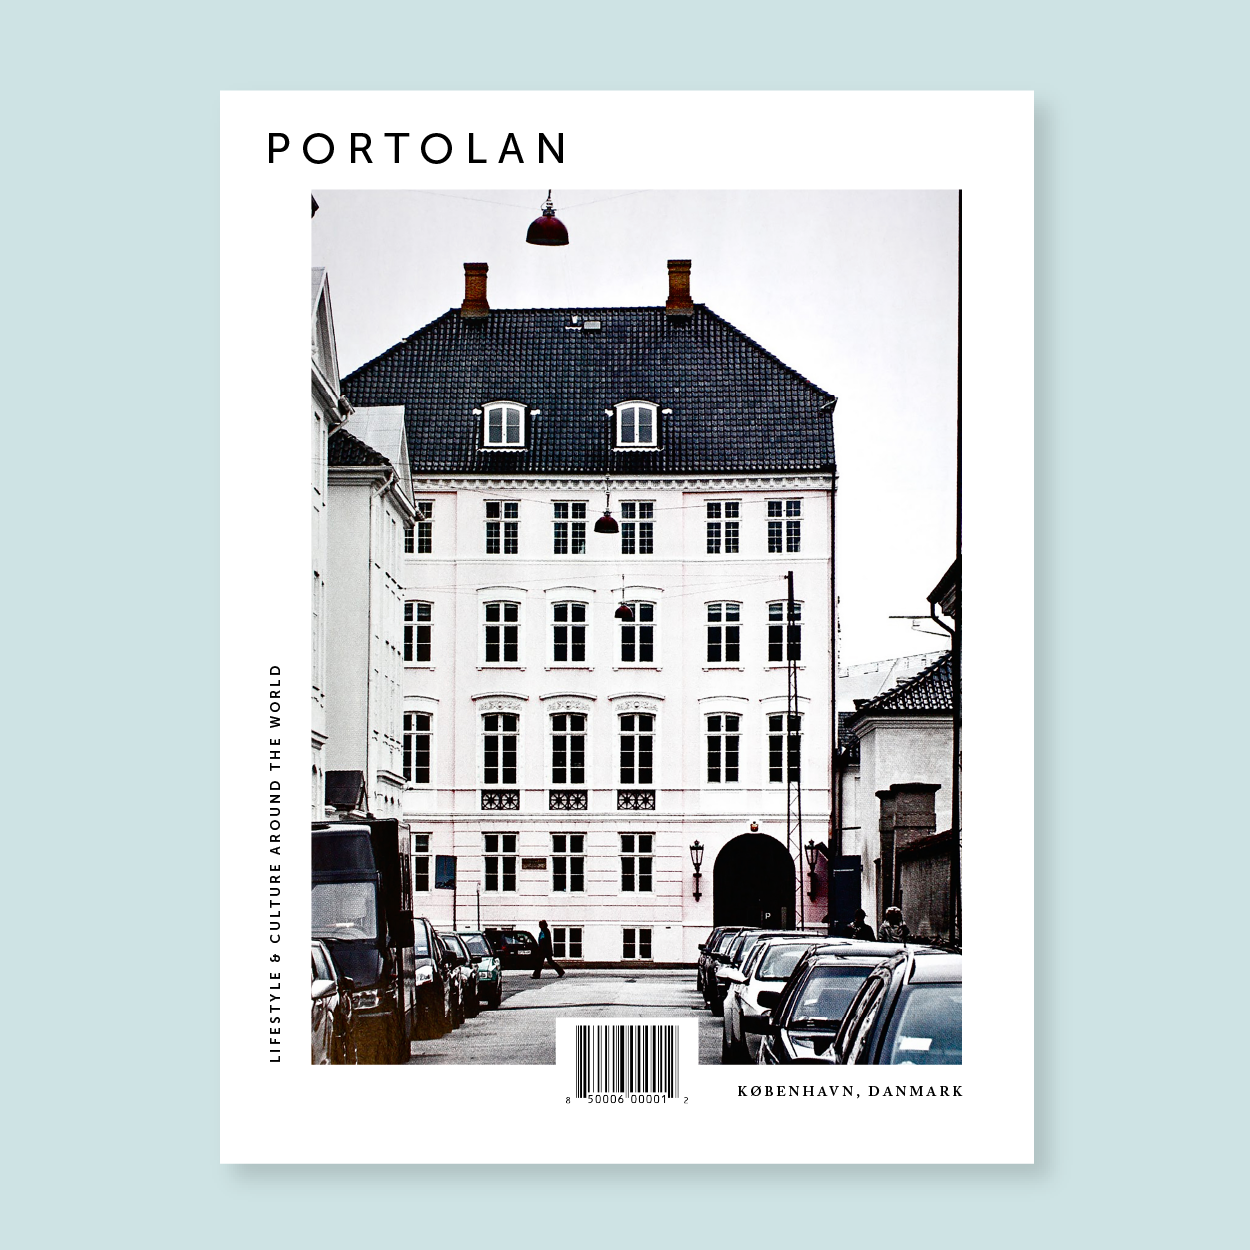 PORTOLAN
LIFESTYLE & CULTURE AROUND THE WORLD
P
8 50006 00001 2
KØBENHAVN, DANMARK